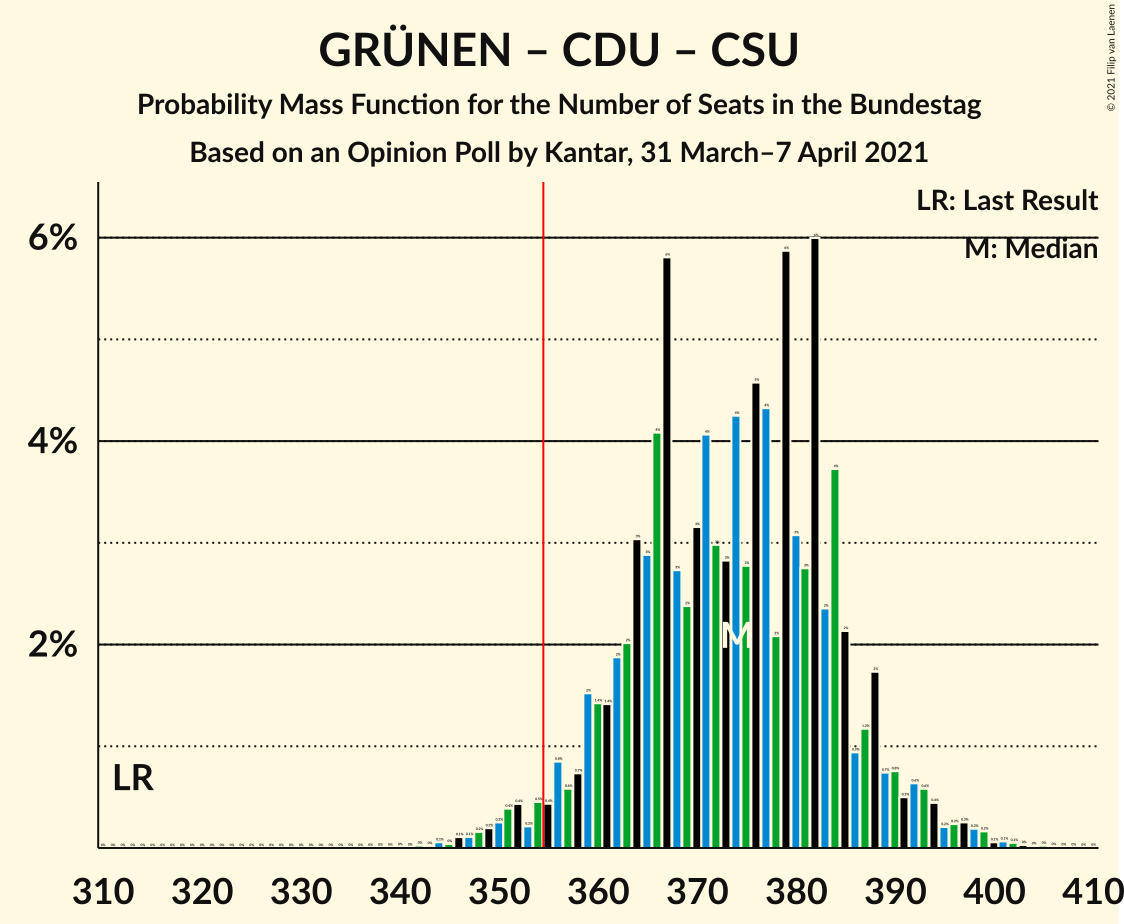 GRÜNEN – CDU – CSU
Probability Mass Function for the Number of Seats in the Bundestag
Based on an Opinion Poll by Kantar, 31 March–7 April 2021
© 2021 Filip van Laenen
LR: Last Result
M: Median
6%
4%
2%
LR
M
310 320 330 340 350 360 370 380 390 400 410